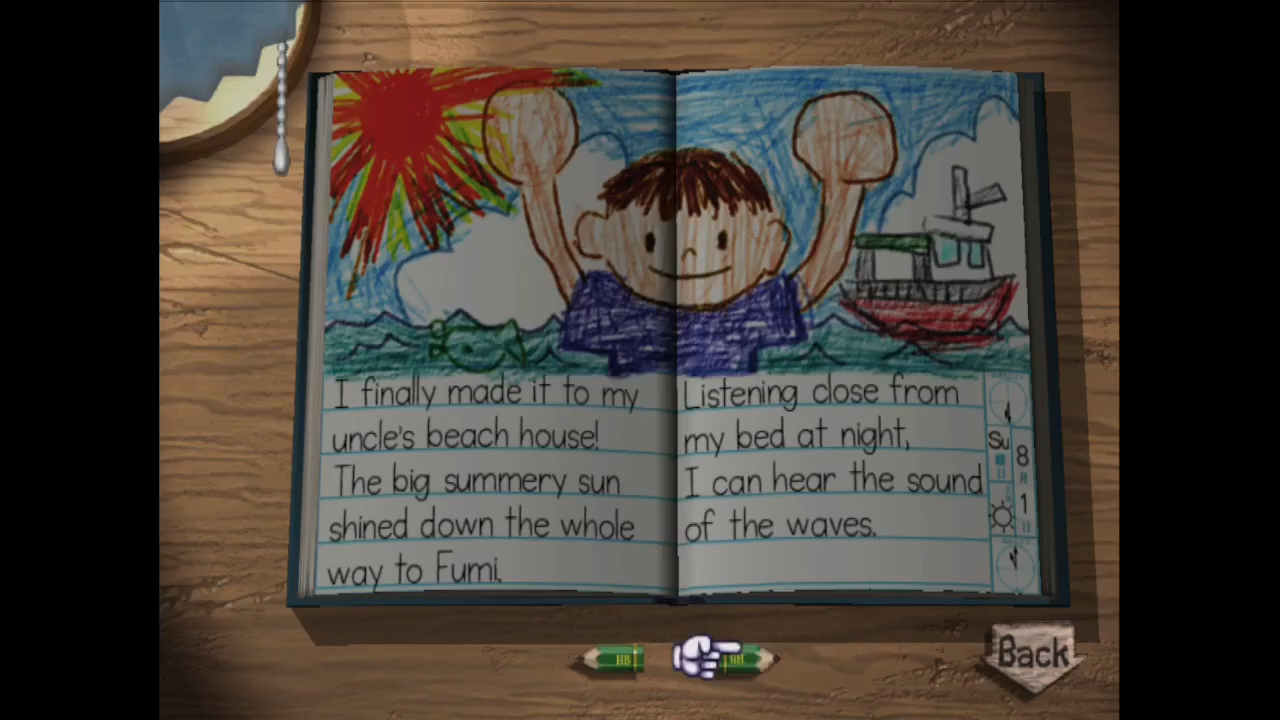 I finally made it to my
uncle's beach house!
The big summery sun
shined down the whole
way to Fumi.
Listening close from
my bed at night,
I can hear the sound
of the waves.
Su
8
1
HB
Back